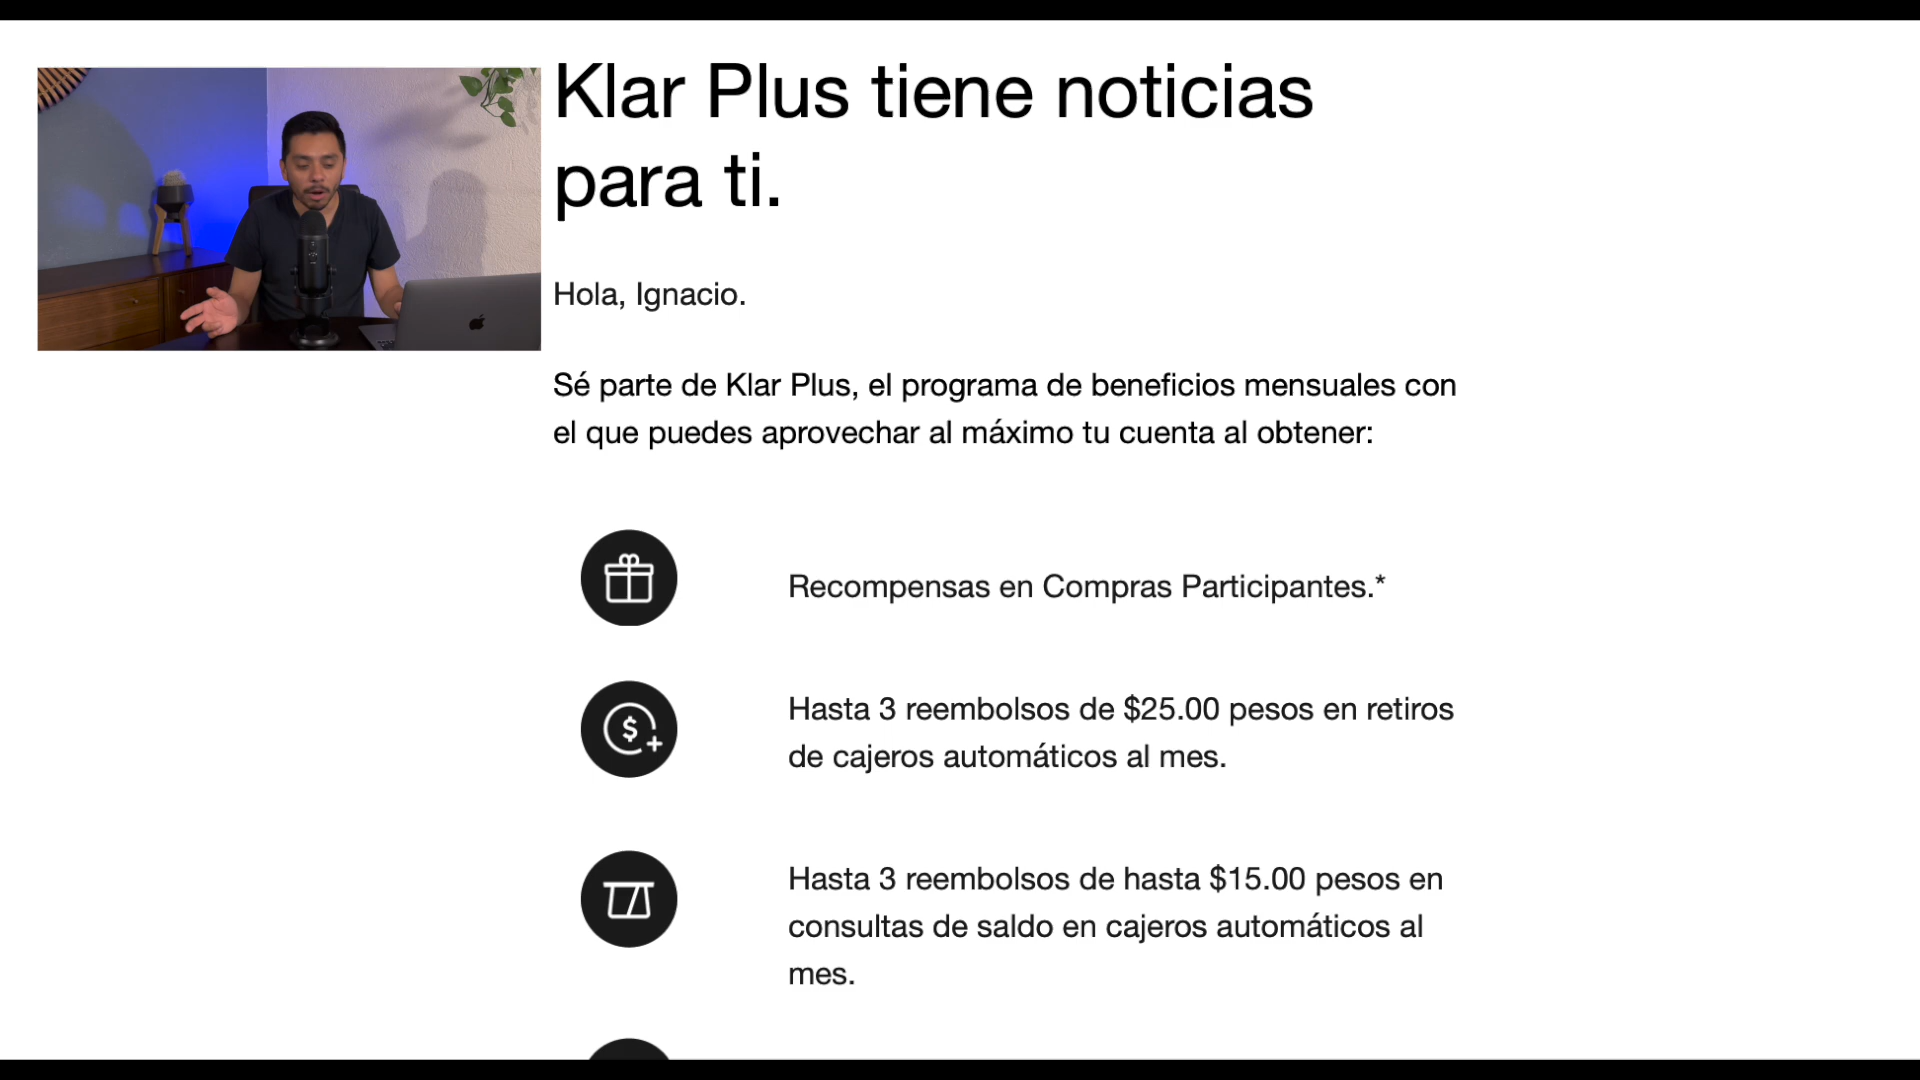 Klar Plus tiene noticias
para ti.
Hola, Ignacio.
Sé parte de Klar Plus, el programa de beneficios mensuales con
el que puedes aprovechar al máximo tu cuenta al obtener:
Recompensas en Compras Participantes.*
Hasta 3 reembolsos de $25.00 pesos en retiros
de cajeros automáticos al mes.
Hasta 3 reembolsos de hasta $15.00 pesos en
consultas de saldo en cajeros automáticos al
mes.